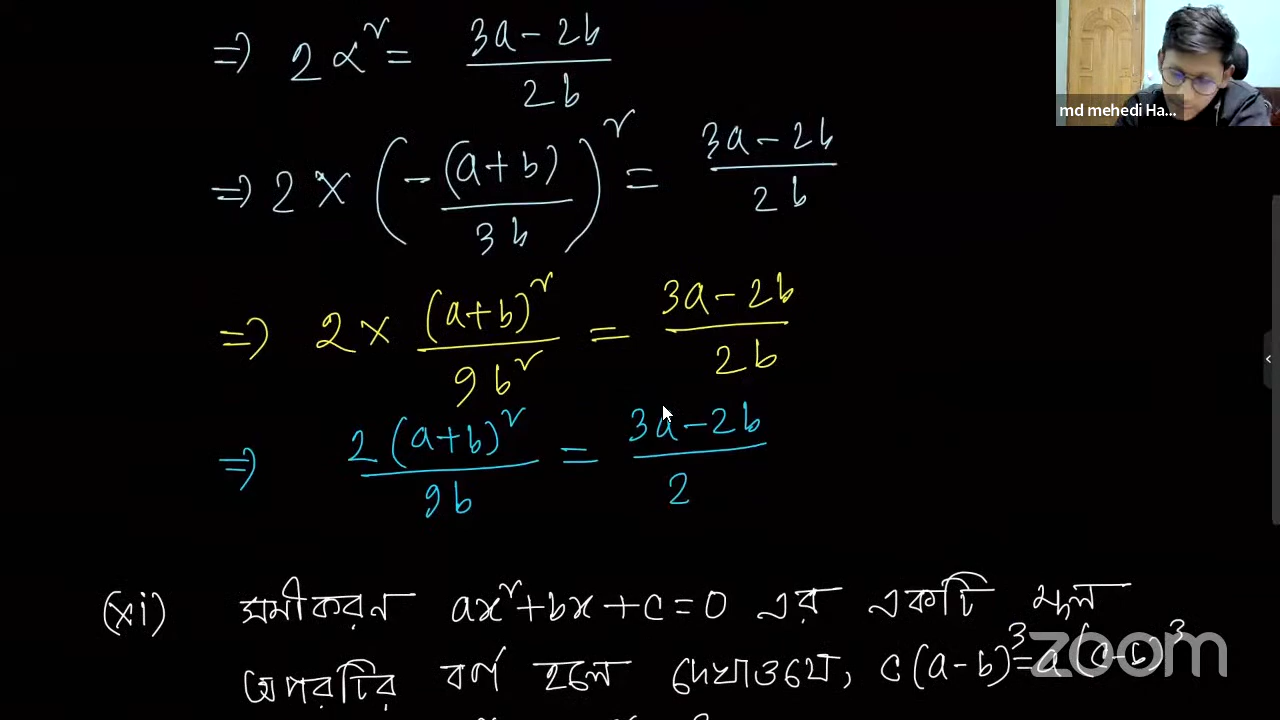 md mehedi Ha...
⇒ 2α² = (3a-2b)/(2b)
⇒ 2 × (-(a+b)/(3b))² = (3a-2b)/(2b)
⇒ 2 × (a+b)²/(9b²) = (3a-2b)/(2b)
⇒ 2(a+b)²/(9b) = (3a-2b)/2
(xi) সমীকরণ ax²+bx+c=0 এর একটি মূল
অপরটির বর্গ হলে দেখাওযে, c(a-b)³=a(c-b)³
zoom